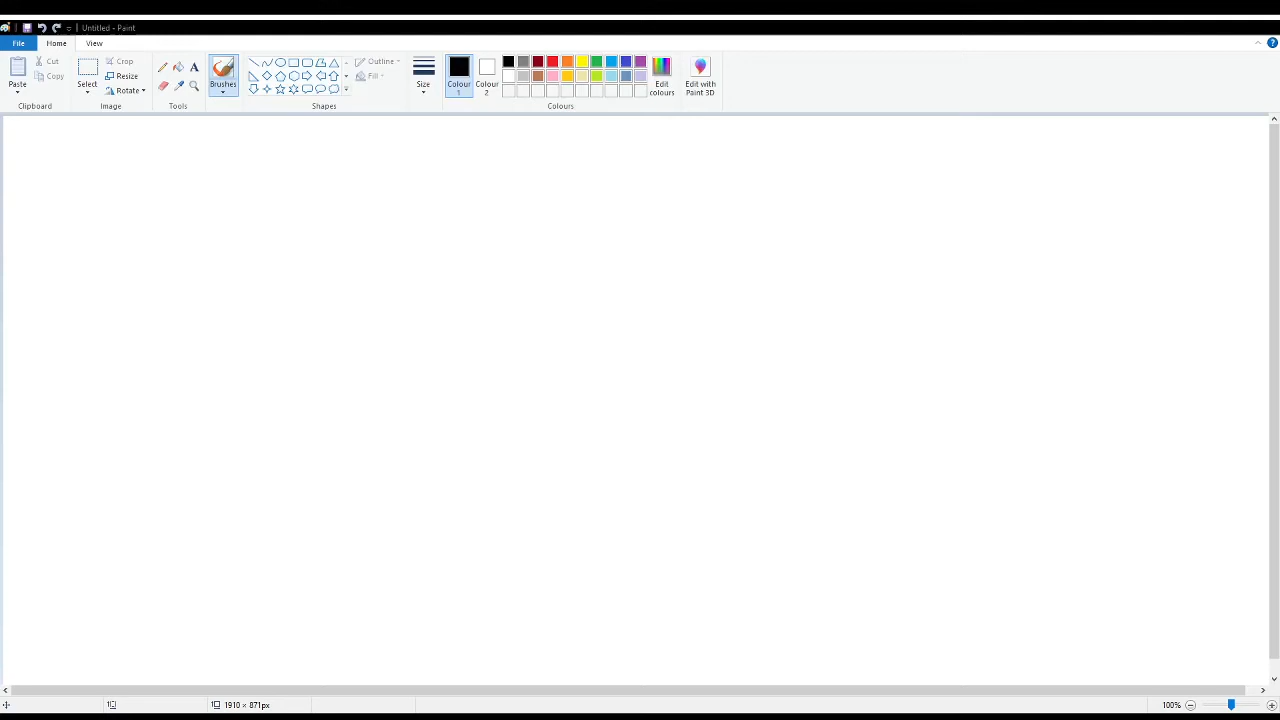 Untitled - Paint
File Home View
Paste Cut Copy
Clipboard
Select Crop Resize Rotate
Image
A
Tools
Brushes
Outline Fill
Shapes
Size
Colour 1 Colour 2
Edit colours
Colours
Edit with Paint 3D
1910 × 871px 100%